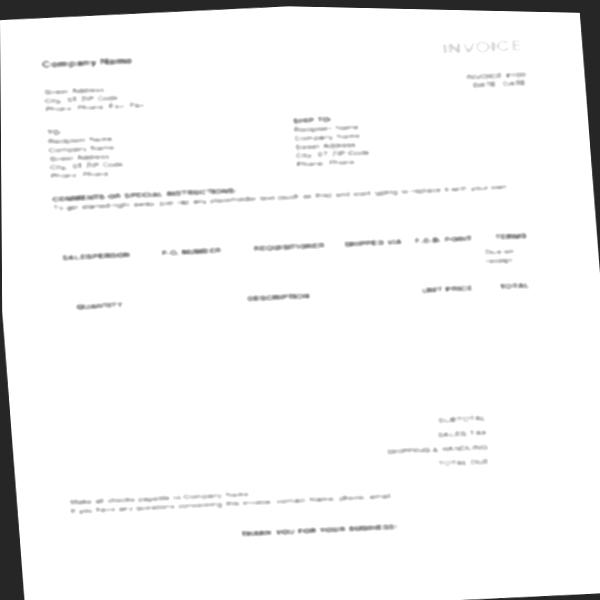 Company Name
INVOICE
Street Address
City, ST ZIP Code
Phone: Phone Fax: Fax
INVOICE #100
DATE: DATE
TO:
Recipient Name
Company Name
Street Address
City, ST ZIP Code
Phone: Phone
SHIP TO:
Recipient Name
Company Name
Street Address
City, ST ZIP Code
Phone: Phone
COMMENTS OR SPECIAL INSTRUCTIONS:
To get started right away, just tap any placeholder text (such as this) and start typing to replace it with your own.
SALESPERSON
P.O. NUMBER
REQUISITIONER
SHIPPED VIA
F.O.B. POINT
TERMS
Due on
receipt
QUANTITY
DESCRIPTION
UNIT PRICE
TOTAL
SUBTOTAL
SALES TAX
SHIPPING & HANDLING
TOTAL DUE
Make all checks payable to Company Name
If you have any questions concerning this invoice, contact Name, phone, email
THANK YOU FOR YOUR BUSINESS!